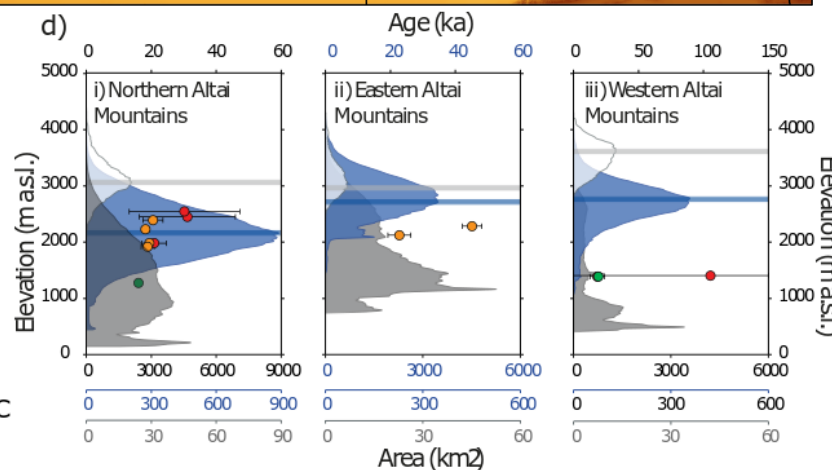 d)
Age (ka)
0 20 40 60 0 20 40 60 0 50 100 150
5000 5000
i) Northern Altai ii) Eastern Altai iii) Western Altai
Mountains Mountains Mountains
4000 4000
3000 3000
2000 2000
1000 1000
0 0
Elevation (m a.s.l.)
Elevation (m a.s.l.)
0 3000 6000 9000 0 3000 6000 0 3000 6000
C
0 300 600 900 0 300 600 0 300 600
0 30 60 90 0 30 60 0 30 60
Area (km2)